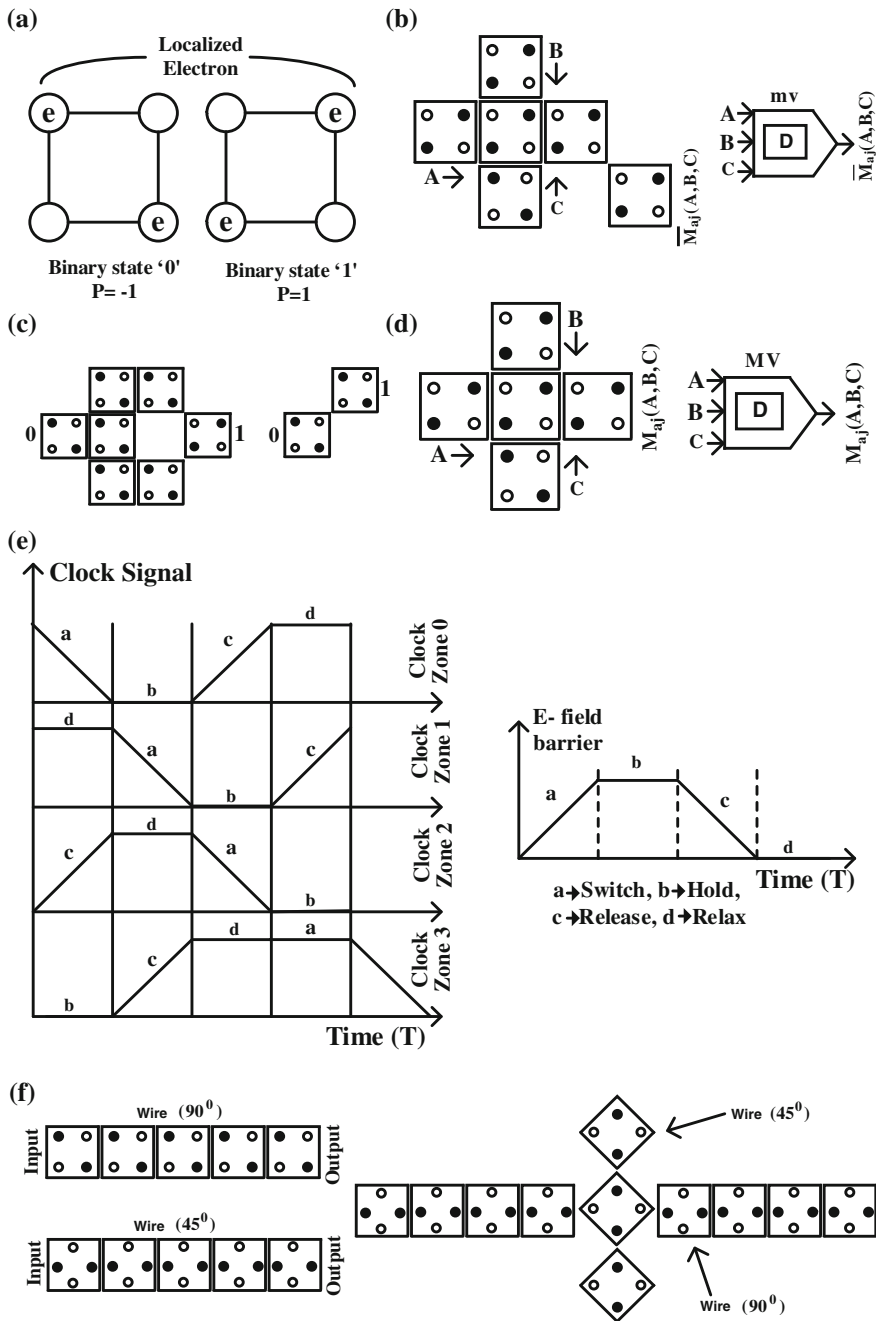 (a)
Localized
Electron
e
e
e
e
Binary state ‘0'
P= -1
Binary state ‘1'
P=1
(b)
B
A
C
M̅aj(A,B,C)
mv
A
B
C
D
M̅aj(A,B,C)
(c)
0
1
0
1
(d)
B
A
C
Maj(A,B,C)
MV
A
B
C
D
Maj(A,B,C)
(e)
Clock Signal
a
b
c
d
Clock
Zone 0
d
a
b
c
Clock
Zone 1
c
d
a
b
Clock
Zone 2
b
c
d
a
Clock
Zone 3
Time (T)
E- field
barrier
a
b
c
d
Time (T)
a→Switch, b→Hold,
c→Release, d→Relax
(f)
Wire (90⁰)
Input
Output
Wire (45⁰)
Input
Output
Wire (45⁰)
Wire (90⁰)